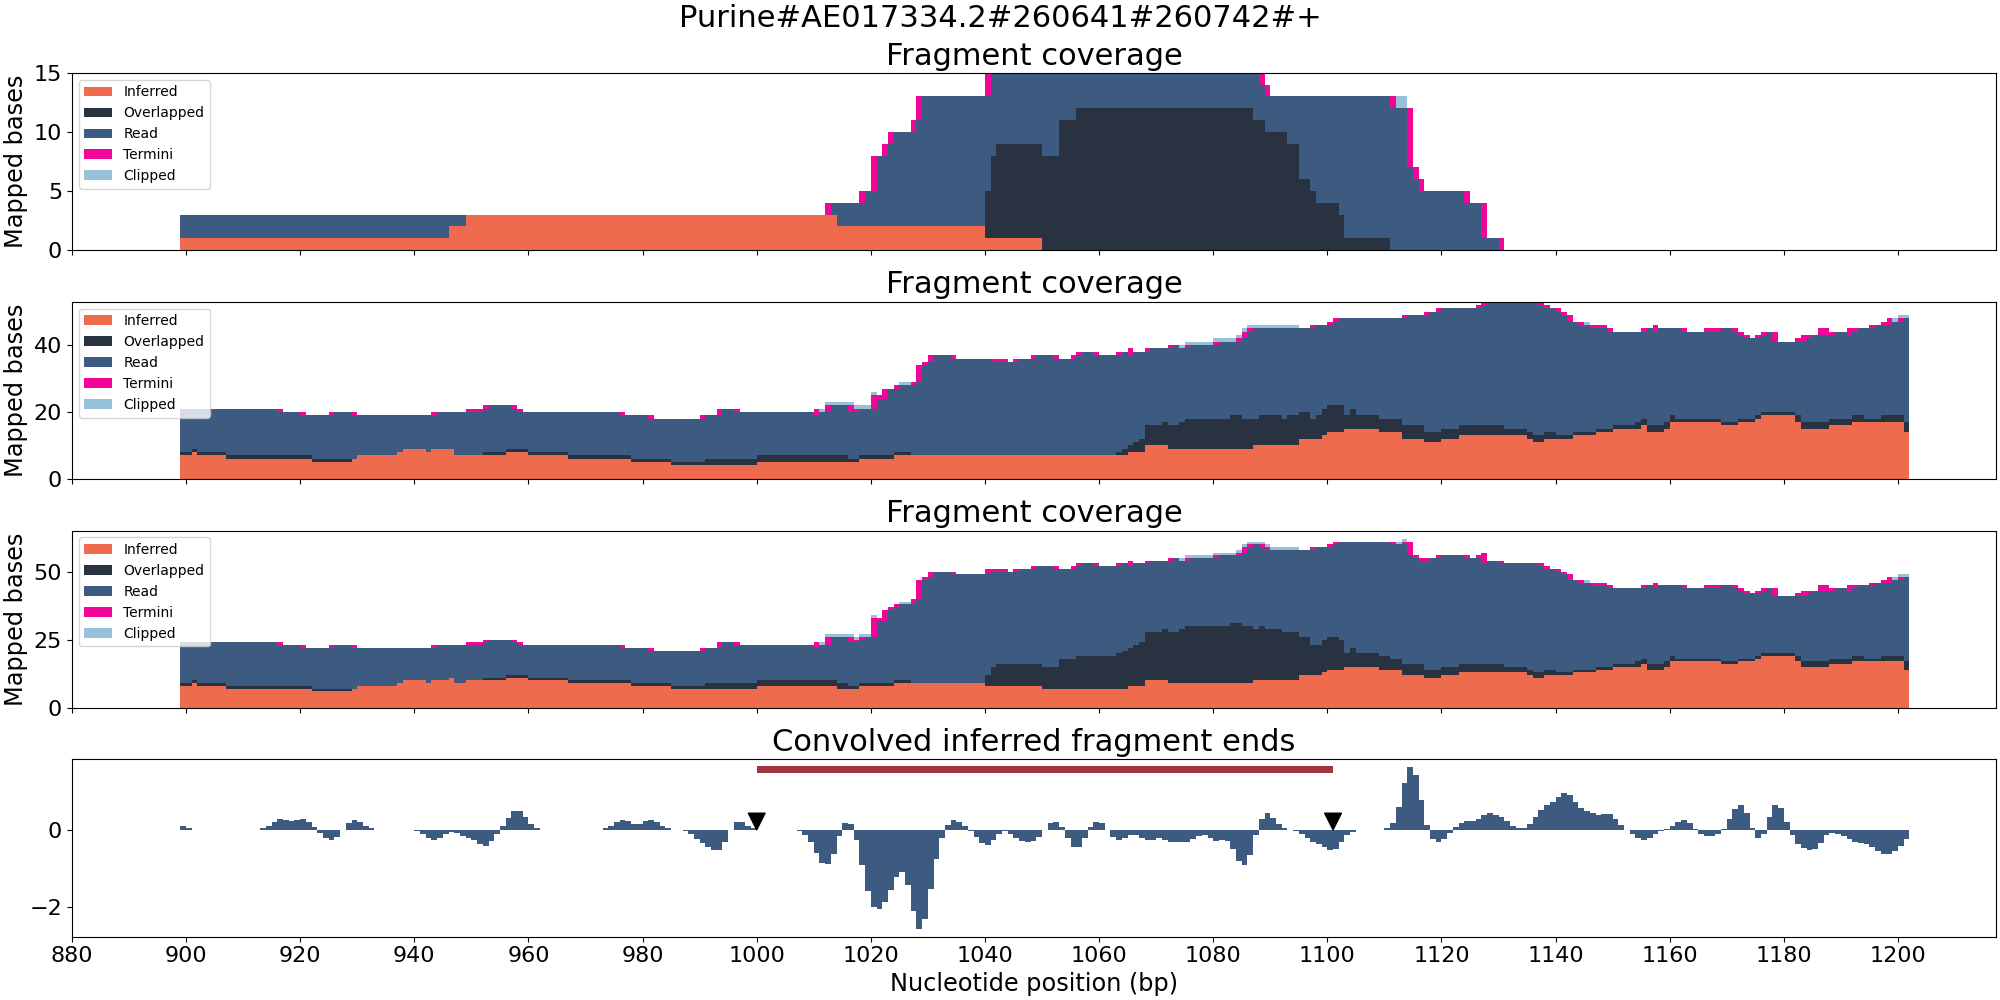 Purine#AE017334.2#260641#260742#+
Fragment coverage
Mapped bases
15
10
5
0
Inferred
Overlapped
Read
Termini
Clipped
Fragment coverage
Mapped bases
40
20
0
Inferred
Overlapped
Read
Termini
Clipped
Fragment coverage
Mapped bases
50
25
0
Inferred
Overlapped
Read
Termini
Clipped
Convolved inferred fragment ends
0
−2
880 900 920 940 960 980 1000 1020 1040 1060 1080 1100 1120 1140 1160 1180 1200
Nucleotide position (bp)